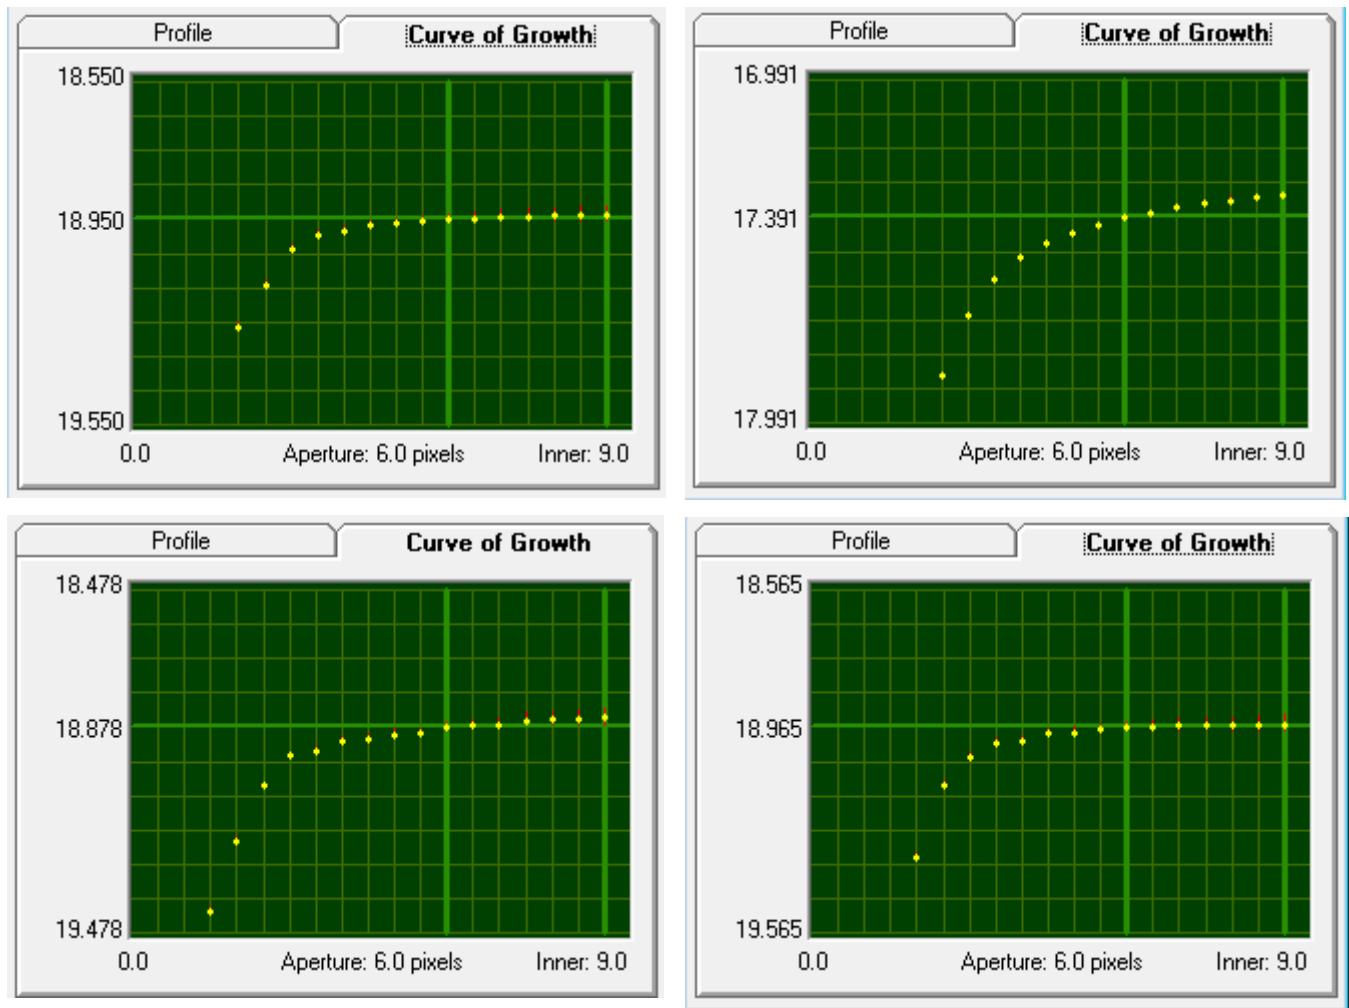 Profile
Curve of Growth
18.550
18.950
19.550
0.0
Aperture: 6.0 pixels
Inner: 9.0
Profile
Curve of Growth
16.991
17.391
17.991
0.0
Aperture: 6.0 pixels
Inner: 9.0
Profile
Curve of Growth
18.478
18.878
19.478
0.0
Aperture: 6.0 pixels
Inner: 9.0
Profile
Curve of Growth
18.565
18.965
19.565
0.0
Aperture: 6.0 pixels
Inner: 9.0